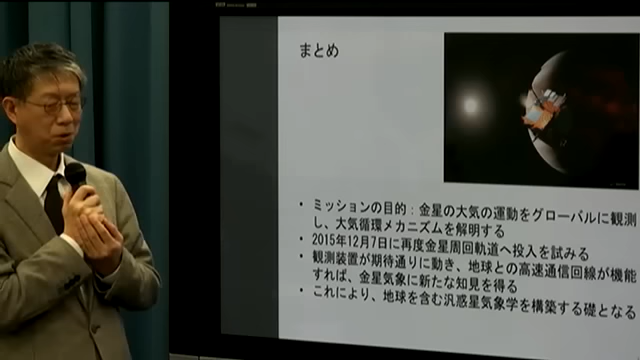 まとめ
• ミッションの目的：金星の大気の運動をグローバルに観測
し、大気循環メカニズムを解明する
• 2015年12月7日に再度金星周回軌道へ投入を試みる
• 観測装置が期待通りに動き、地球との高速通信回線が機能
すれば、金星気象に新たな知見を得る
• これにより、地球を含む汎惑星気象学を構築する礎となる